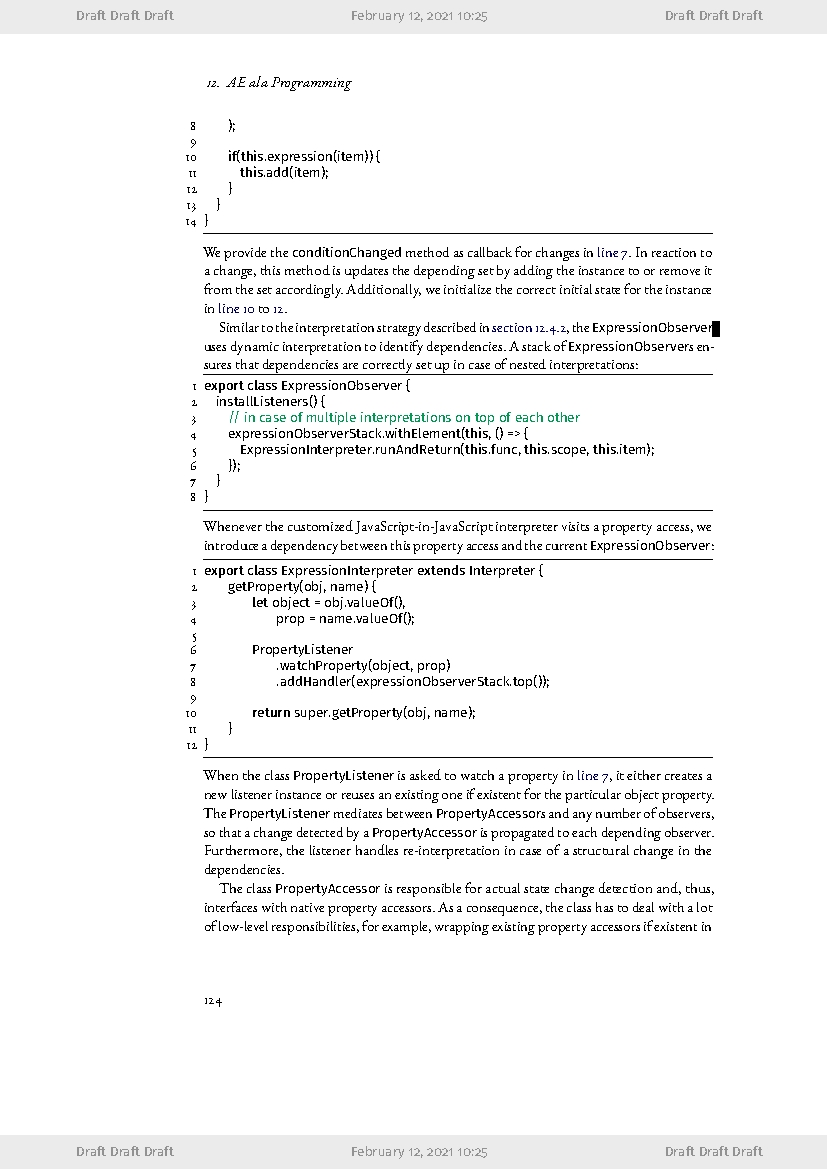 Draft Draft Draft February 12, 2021 10:25 Draft Draft Draft
12. AE ala Programming
8 );
9
10 if(this.expression(item)) {
11 this.add(item);
12 }
13 }
14 }
We provide the conditionChanged method as callback for changes in line 7. In reaction to
a change, this method is updates the depending set by adding the instance to or remove it
from the set accordingly. Additionally, we initialize the correct initial state for the instance
in line 10 to 12.
Similar to the interpretation strategy described in section 12.4.2, the ExpressionObserver
uses dynamic interpretation to identify dependencies. A stack of ExpressionObservers en-
sures that dependencies are correctly set up in case of nested interpretations:
1 export class ExpressionObserver {
2 installListeners() {
3 // in case of multiple interpretations on top of each other
4 expressionObserverStack.withElement(this, () => {
5 ExpressionInterpreter.runAndReturn(this.func, this.scope, this.item);
6 });
7 }
8 }
Whenever the customized JavaScript-in-JavaScript interpreter visits a property access, we
introduce a dependency between this property access and the current ExpressionObserver:
1 export class ExpressionInterpreter extends Interpreter {
2 getProperty(obj, name) {
3 let object = obj.valueOf(),
4 prop = name.valueOf();
5
6 PropertyListener
7 .watchProperty(object, prop)
8 .addHandler(expressionObserverStack.top());
9
10 return super.getProperty(obj, name);
11 }
12 }
When the class PropertyListener is asked to watch a property in line 7, it either creates a
new listener instance or reuses an existing one if existent for the particular object property.
The PropertyListener mediates between PropertyAccessors and any number of observers,
so that a change detected by a PropertyAccessor is propagated to each depending observer.
Furthermore, the listener handles re-interpretation in case of a structural change in the
dependencies.
The class PropertyAccessor is responsible for actual state change detection and, thus,
interfaces with native property accessors. As a consequence, the class has to deal with a lot
of low-level responsibilities, for example, wrapping existing property accessors if existent in
124
Draft Draft Draft February 12, 2021 10:25 Draft Draft Draft